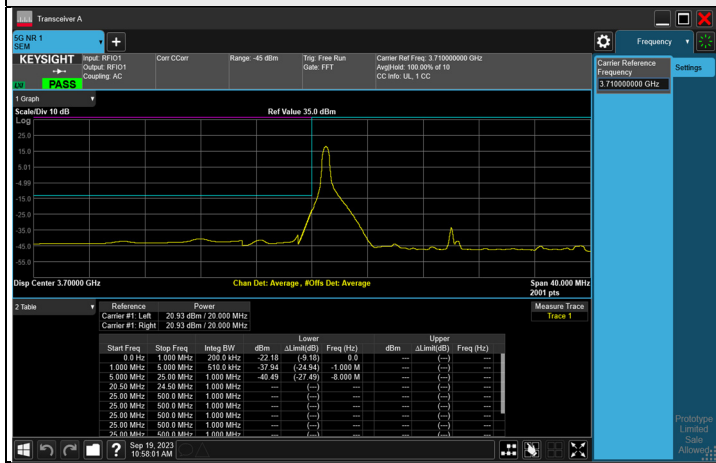 Transceiver A
5G NR 1
SEM
Frequency
KEYSIGHT
LW
PASS
Input: RFIO1
Output: RFIO1
Coupling: AC
Corr CCorr
Range: -45 dBm
Trig: Free Run
Gate: FFT
Carrier Ref Freq: 3.710000000 GHz
Avg|Hold: 100.00% of 10
CC Info: UL, 1 CC
Carrier Reference
Frequency
3.710000000 GHz
Settings
1 Graph
Scale/Div 10 dB
Ref Value 35.0 dBm
Log
25.0
15.0
5.01
-4.99
-15.0
-25.0
-35.0
-45.0
-55.0
Disp Center 3.70000 GHz
Chan Det: Average, #Offs Det: Average
Span 40.000 MHz
2001 pts
2 Table
Measure Trace
Trace 1
Reference Power
Carrier #1: Left 20.93 dBm / 20.000 MHz
Carrier #1: Right 20.93 dBm / 20.000 MHz
Lower Upper
Start Freq Stop Freq Integ BW dBm ΔLimit(dB) Freq (Hz) dBm ΔLimit(dB) Freq (Hz)
0.0 Hz 1.000 MHz 200.0 kHz -22.18 (-9.18) 0.0 --- (---) ---
1.000 MHz 5.000 MHz 510.0 kHz -37.94 (-24.94) -1.000 M --- (---) ---
5.000 MHz 25.00 MHz 1.000 MHz -40.49 (-27.49) -8.000 M --- (---) ---
20.50 MHz 24.50 MHz 1.000 MHz --- (---) --- --- (---) ---
25.00 MHz 500.0 MHz 1.000 MHz --- (---) --- --- (---) ---
25.00 MHz 500.0 MHz 1.000 MHz --- (---) --- --- (---) ---
25.00 MHz 500.0 MHz 1.000 MHz --- (---) --- --- (---) ---
25.00 MHz 500.0 MHz 1.000 MHz --- (---) --- --- (---) ---
25.00 MHz 500.0 MHz 1.000 MHz --- (---) --- --- (---) ---
Prototype
Limited
Sale
Allowed
?
Sep 19, 2023
10:58:01 AM